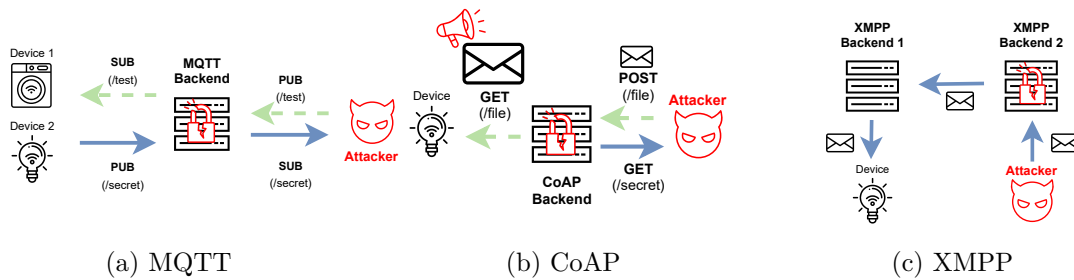 Device 1
SUB
(/test)
MQTT
Backend
PUB
(/test)
Device 2
PUB
(/secret)
SUB
(/secret)
Attacker
(a) MQTT
GET
(/file)
Device
POST
(/file)
Attacker
GET
(/secret)
CoAP
Backend
(b) CoAP
XMPP
Backend 1
XMPP
Backend 2
Device
Attacker
(c) XMPP